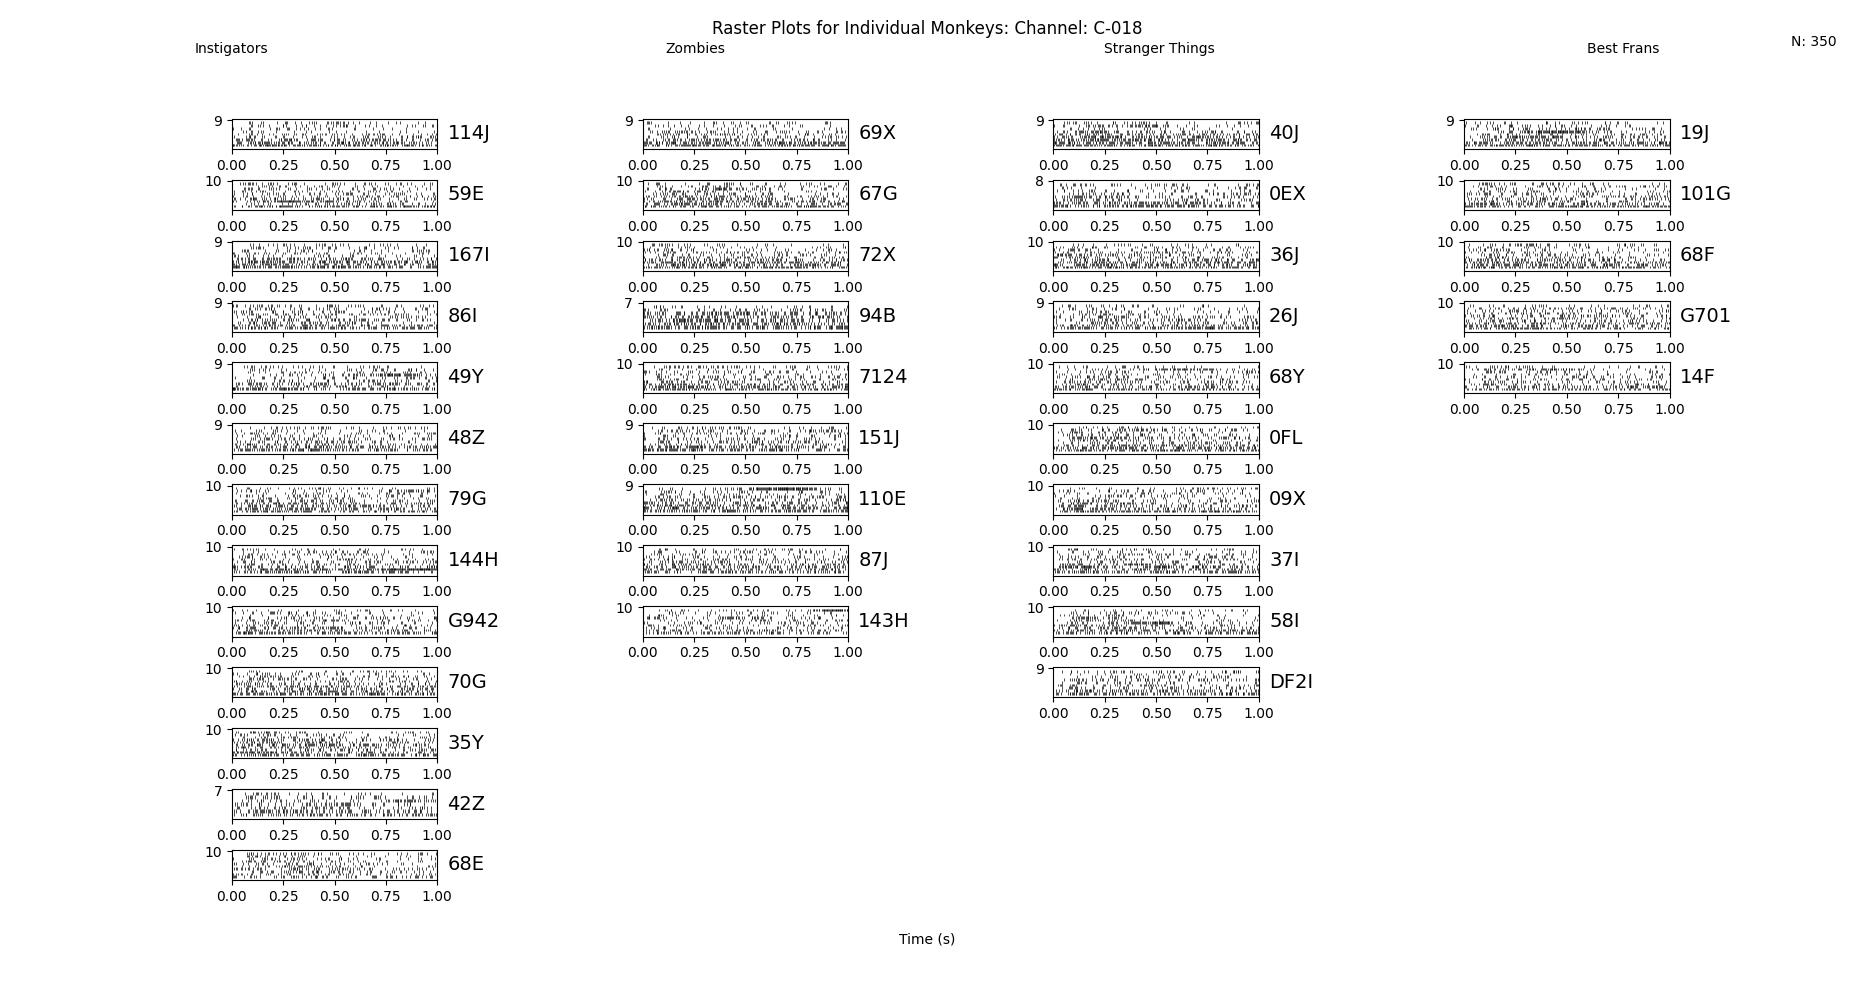 Raster Plots for Individual Monkeys: Channel: C-018
N: 350
Instigators Zombies Stranger Things Best Frans
9 114J 9 69X 9 40J 9 19J
0.00 0.25 0.50 0.75 1.00 0.00 0.25 0.50 0.75 1.00 0.00 0.25 0.50 0.75 1.00 0.00 0.25 0.50 0.75 1.00
10 59E 10 67G 8 0EX 10 101G
0.00 0.25 0.50 0.75 1.00 0.00 0.25 0.50 0.75 1.00 0.00 0.25 0.50 0.75 1.00 0.00 0.25 0.50 0.75 1.00
9 167I 10 72X 10 36J 10 68F
0.00 0.25 0.50 0.75 1.00 0.00 0.25 0.50 0.75 1.00 0.00 0.25 0.50 0.75 1.00 0.00 0.25 0.50 0.75 1.00
9 86I 7 94B 9 26J 10 G701
0.00 0.25 0.50 0.75 1.00 0.00 0.25 0.50 0.75 1.00 0.00 0.25 0.50 0.75 1.00 0.00 0.25 0.50 0.75 1.00
9 49Y 10 7124 10 68Y 10 14F
0.00 0.25 0.50 0.75 1.00 0.00 0.25 0.50 0.75 1.00 0.00 0.25 0.50 0.75 1.00 0.00 0.25 0.50 0.75 1.00
9 48Z 9 151J 10 0FL
0.00 0.25 0.50 0.75 1.00 0.00 0.25 0.50 0.75 1.00 0.00 0.25 0.50 0.75 1.00
10 79G 9 110E 10 09X
0.00 0.25 0.50 0.75 1.00 0.00 0.25 0.50 0.75 1.00 0.00 0.25 0.50 0.75 1.00
10 144H 10 87J 10 37I
0.00 0.25 0.50 0.75 1.00 0.00 0.25 0.50 0.75 1.00 0.00 0.25 0.50 0.75 1.00
10 G942 10 143H 10 58I
0.00 0.25 0.50 0.75 1.00 0.00 0.25 0.50 0.75 1.00 0.00 0.25 0.50 0.75 1.00
10 70G 9 DF2I
0.00 0.25 0.50 0.75 1.00 0.00 0.25 0.50 0.75 1.00
10 35Y
0.00 0.25 0.50 0.75 1.00
7 42Z
0.00 0.25 0.50 0.75 1.00
10 68E
0.00 0.25 0.50 0.75 1.00
Time (s)